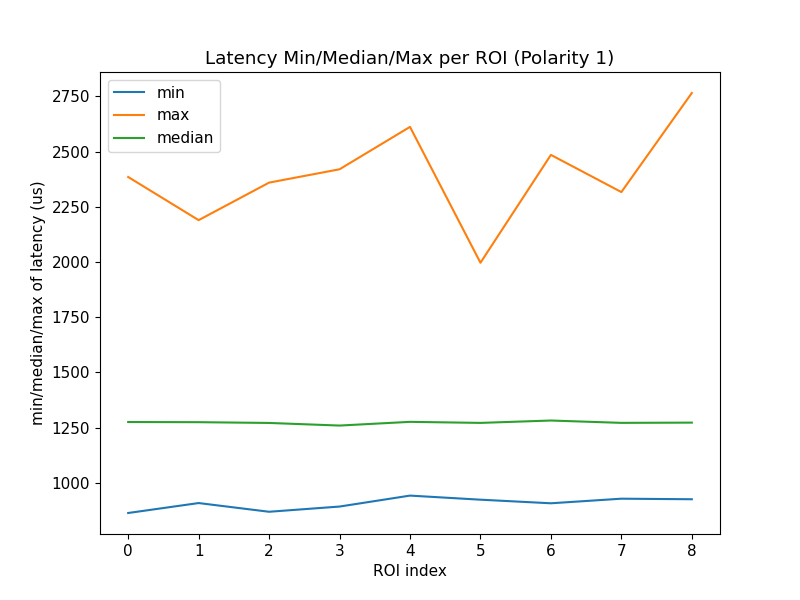 Latency Min/Median/Max per ROI (Polarity 1)
min
max
median
min/median/max of latency (us)
2750
2500
2250
2000
1750
1500
1250
1000
0 1 2 3 4 5 6 7 8
ROI index